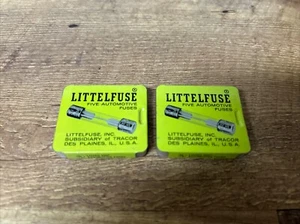 LITTELFUSE®
FIVE AUTOMOTIVE
FUSES
LITTELFUSE, INC.
SUBSIDIARY of TRACOR
DES PLAINES, IL., U.S.A.
LITTELFUSE®
FIVE AUTOMOTIVE
FUSES
LITTELFUSE, INC.
SUBSIDIARY of TRACOR
DES PLAINES, IL., U.S.A.